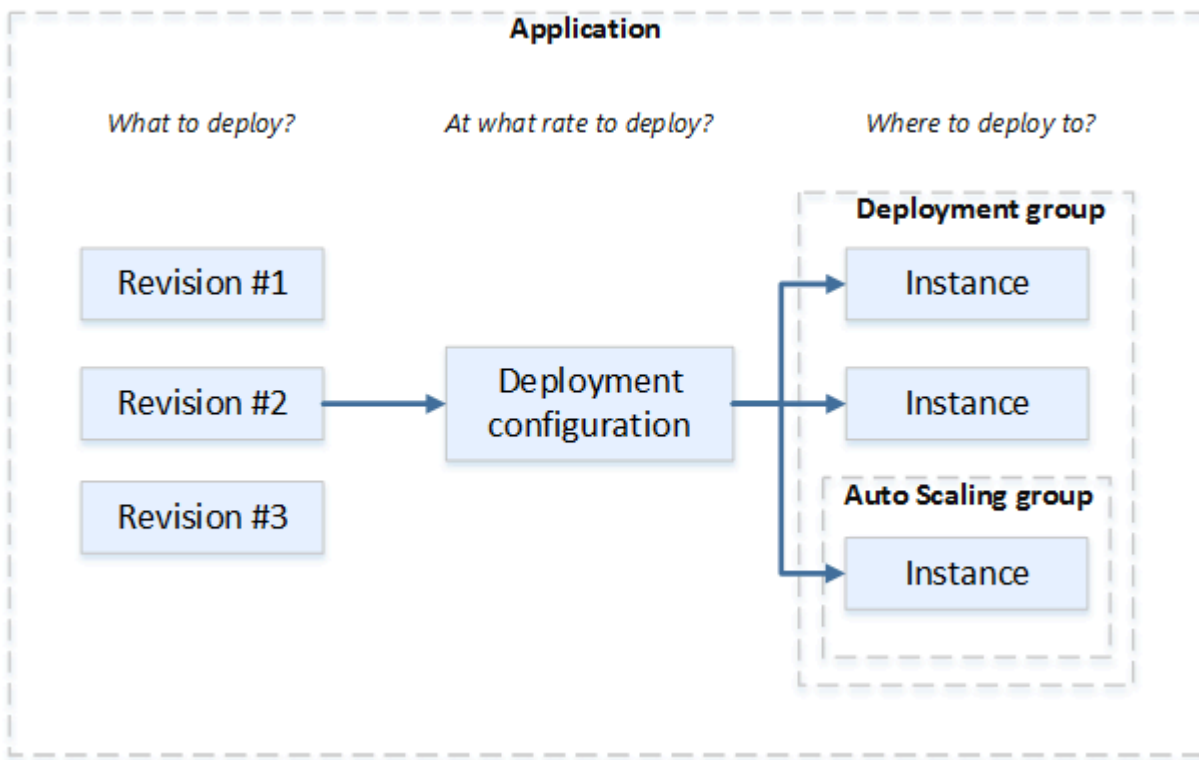 Application
What to deploy?
At what rate to deploy?
Where to deploy to?
Deployment group
Revision #1
Instance
Revision #2
Deployment
configuration
Instance
Auto Scaling group
Revision #3
Instance